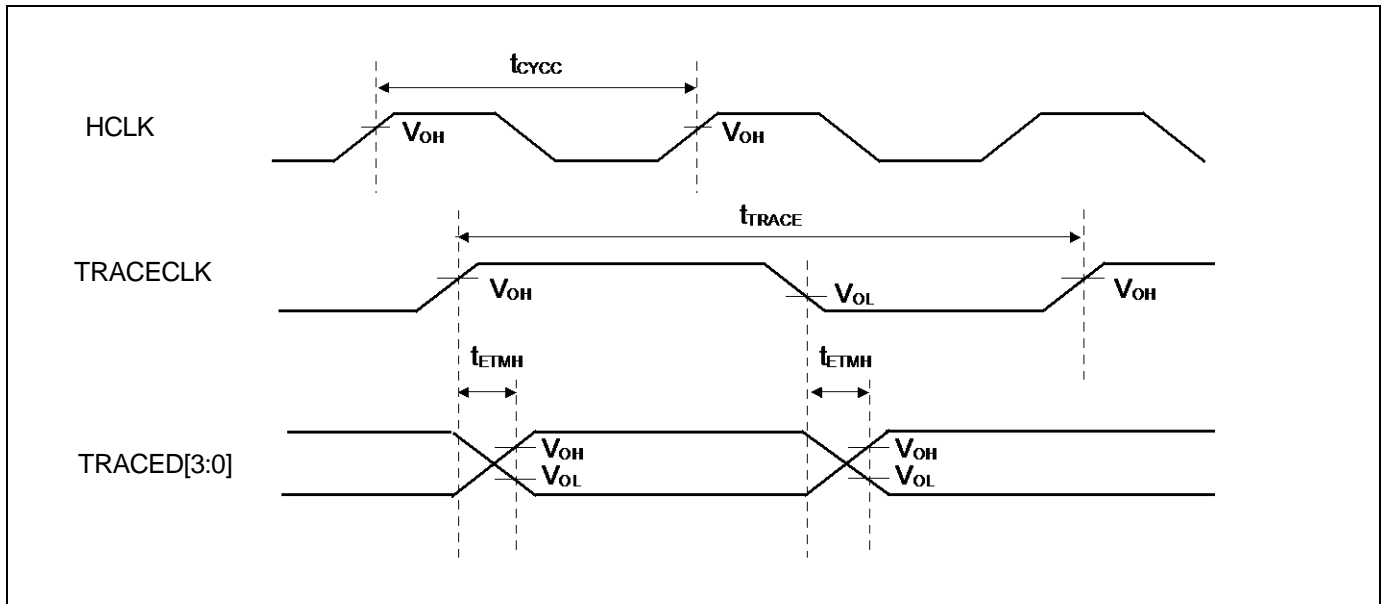 tCYCC
HCLK
VOH
VOH
tTRACE
TRACECLK
VOH
VOL
VOH
tETMH
tETMH
TRACED[3:0]
VOH
VOH
VOL
VOL